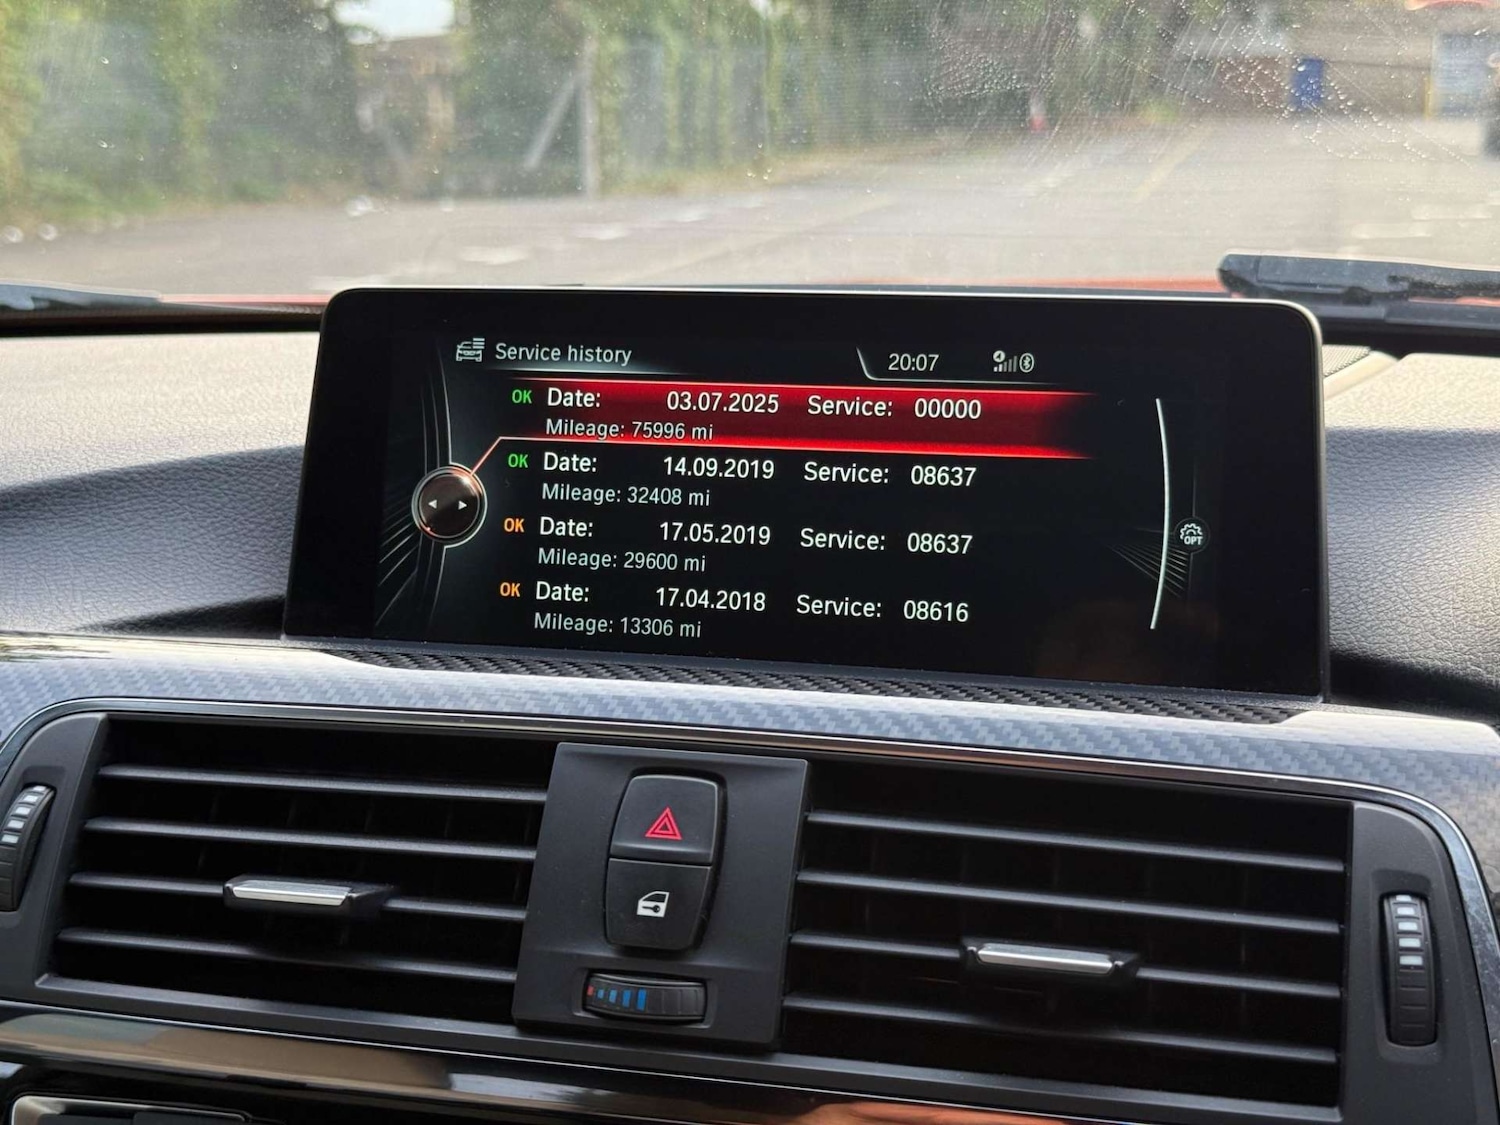 Service history 20:07
OK Date: 03.07.2025 Service: 00000
Mileage: 75996 mi
OK Date: 14.09.2019 Service: 08637
Mileage: 32408 mi
OK Date: 17.05.2019 Service: 08637
Mileage: 29600 mi
OK Date: 17.04.2018 Service: 08616
Mileage: 13306 mi
OPT